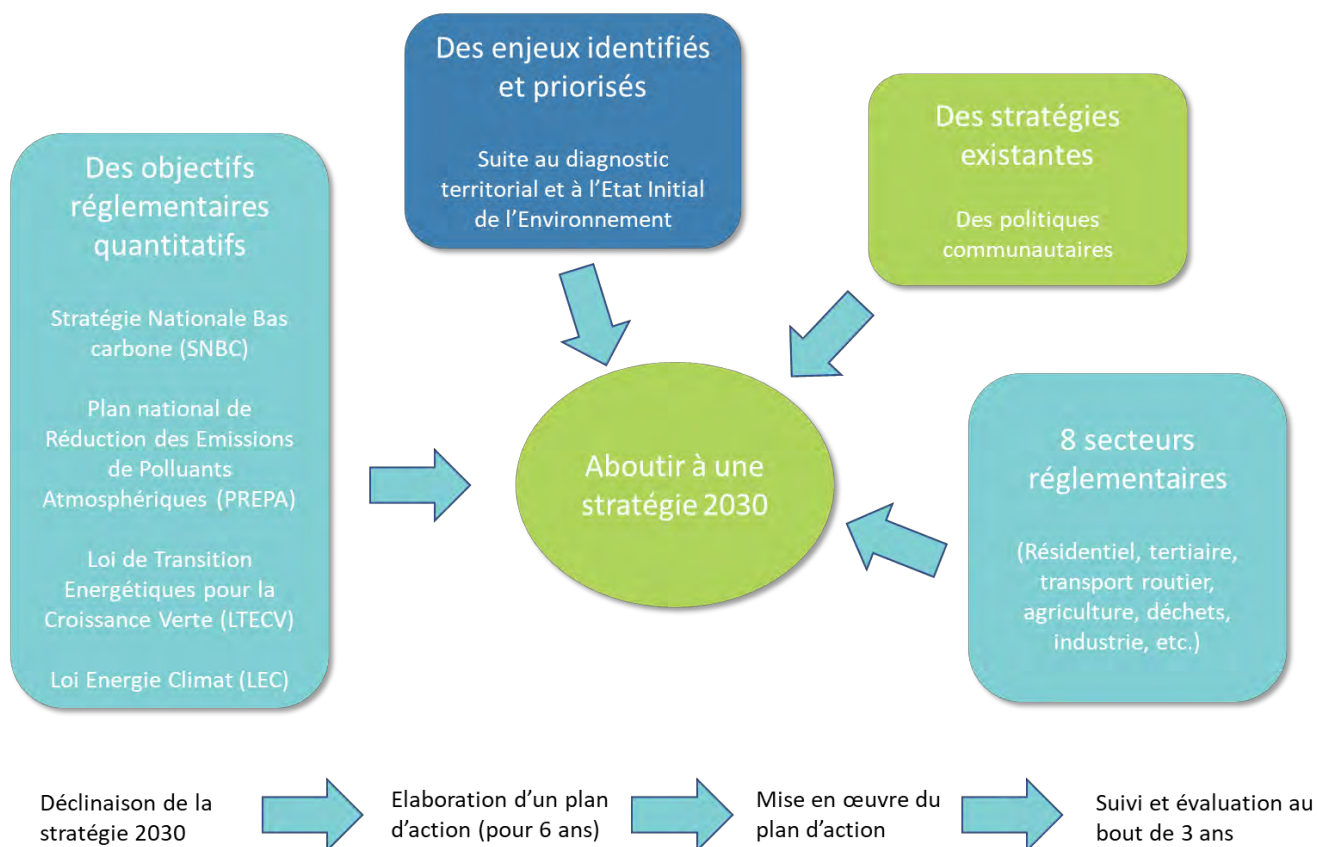 Des enjeux identifiés
et priorisés
Suite au diagnostic
territorial et à l'Etat Initial
de l'Environnement
Des stratégies
existantes
Des politiques
communautaires
Des objectifs
réglementaires
quantitatifs
Stratégie Nationale Bas
carbone (SNBC)
Plan national de
Réduction des Emissions
de Polluants
Atmosphériques (PREPA)
Loi de Transition
Energétiques pour la
Croissance Verte (LTECV)
Loi Energie Climat (LEC)
Aboutir à une
stratégie 2030
8 secteurs
réglementaires
(Résidentiel, tertiaire,
transport routier,
agriculture, déchets,
industrie, etc.)
Déclinaison de la
stratégie 2030
Elaboration d'un plan
d'action (pour 6 ans)
Mise en œuvre du
plan d'action
Suivi et évaluation au
bout de 3 ans